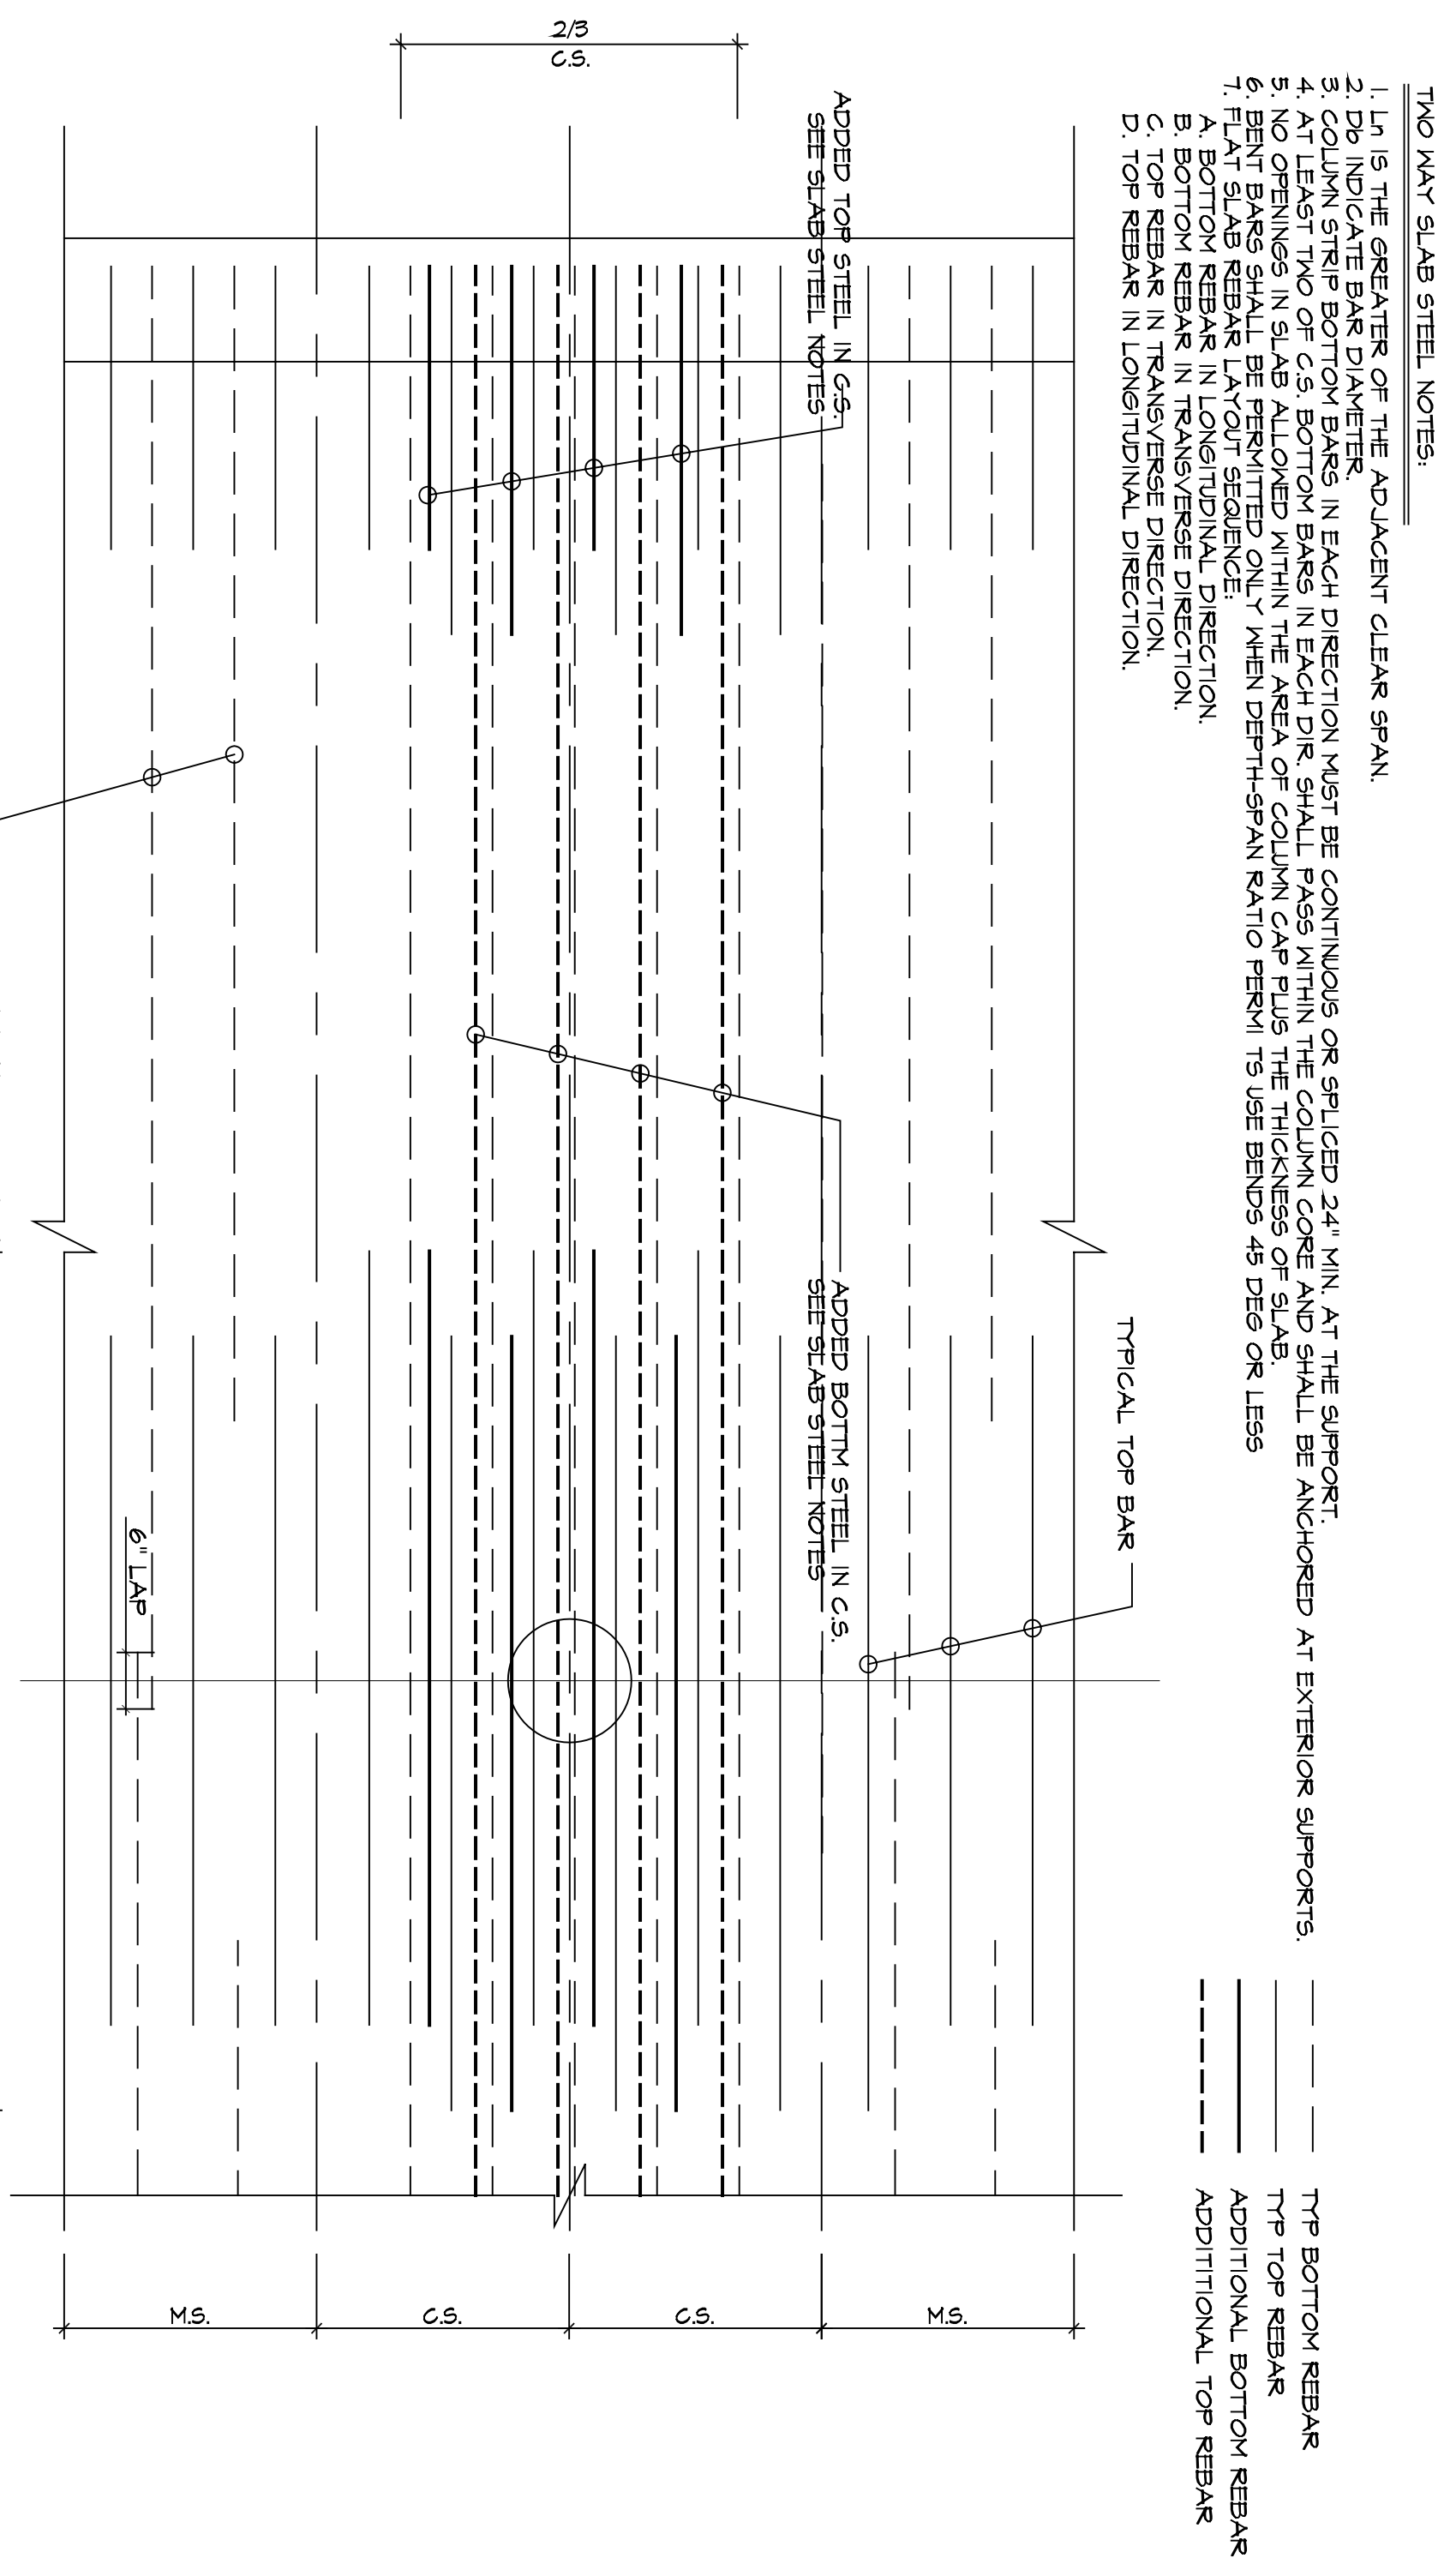 TWO WAY SLAB STEEL NOTES:
1. Ln IS THE GREATER OF THE ADJACENT CLEAR SPAN.
2. Db INDICATE BAR DIAMETER.
3. COLUMN STRIP BOTTOM BARS IN EACH DIRECTION MUST BE CONTINUOUS OR SPLICED 24" MIN. AT THE SUPPORT.
4. AT LEAST TWO OF C.S. BOTTOM BARS IN EACH DIR. SHALL PASS WITHIN THE COLUMN CORE AND SHALL BE ANCHORED AT EXTERIOR SUPPORTS.
5. NO OPENINGS IN SLAB ALLOWED WITHIN THE AREA OF COLUMN CAP PLUS THE THICKNESS OF SLAB.
6. BENT BARS SHALL BE PERMITTED ONLY WHEN DEPTH-SPAN RATIO PERMI TS USE BENDS 45 DEG OR LESS
7. FLAT SLAB REBAR LAYOUT SEQUENCE:
A. BOTTOM REBAR IN LONGITUDINAL DIRECTION.
B. BOTTOM REBAR IN TRANSVERSE DIRECTION.
C. TOP REBAR IN TRANSVERSE DIRECTION.
D. TOP REBAR IN LONGITUDINAL DIRECTION.
TYP BOTTOM REBAR
TYP TOP REBAR
ADDITIONAL BOTTOM REBAR
ADDITITIONAL TOP REBAR
TYPICAL TOP BAR
ADDED TOP STEEL IN C.S.
SEE SLAB STEEL NOTES
ADDED BOTTM STEEL IN C.S.
SEE SLAB STEEL NOTES
2/3
C.S.
6" LAP
M.S.
C.S.
C.S.
M.S.